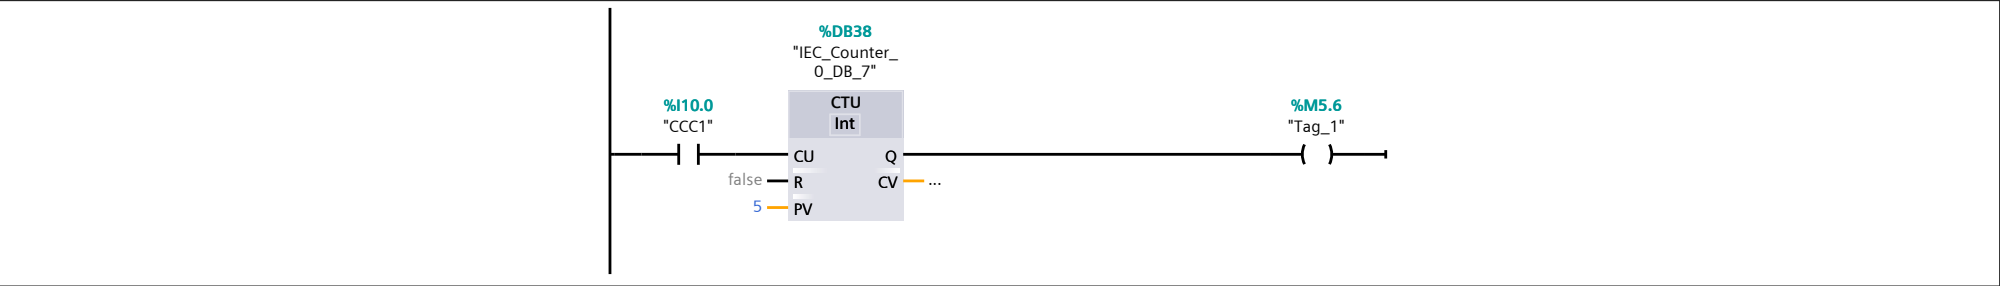 %DB38
"IEC_Counter_
0_DB_7"
%I10.0
"CCC1"
CTU
Int
%M5.6
"Tag_1"
CU
Q
false
R
CV
...
5
PV